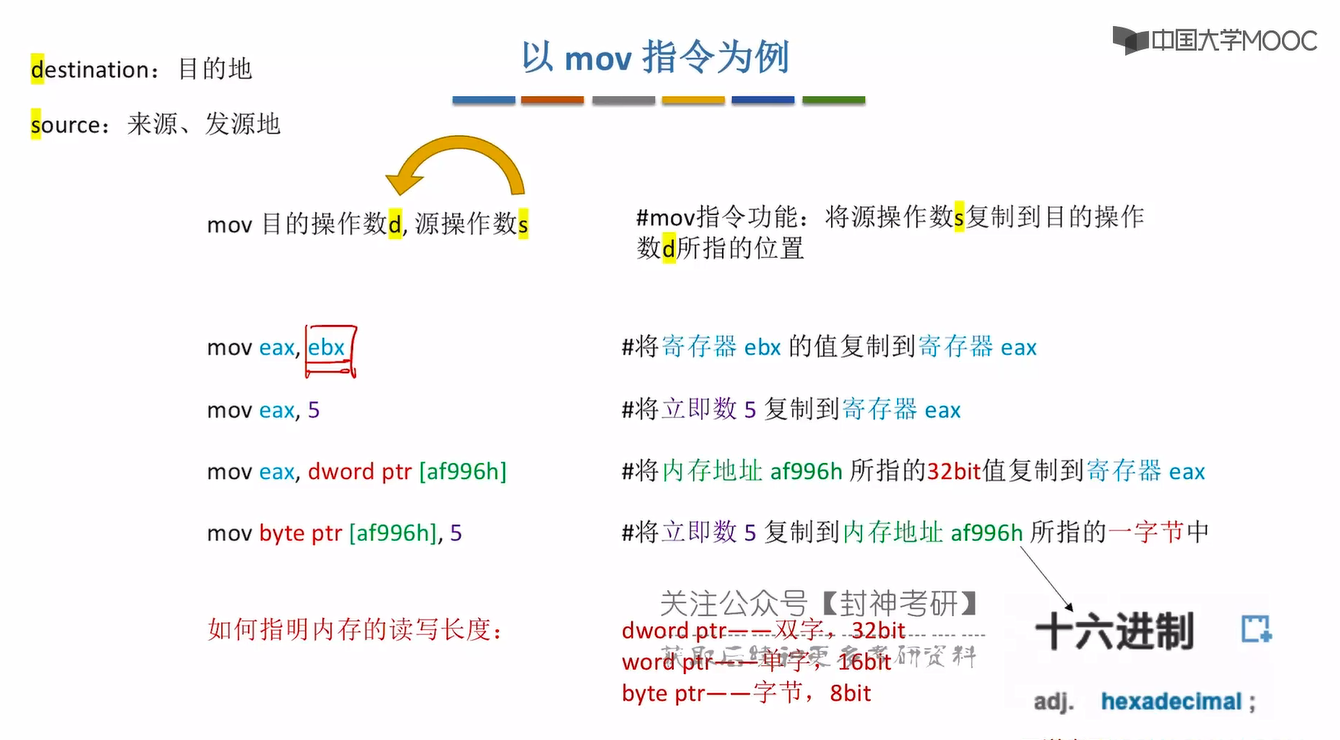 中国大学MOOC
以 mov 指令为例
destination：目的地
source：来源、发源地
mov 目的操作数d, 源操作数s
#mov指令功能：将源操作数s复制到目的操作
数d所指的位置
mov eax, ebx
#将寄存器 ebx 的值复制到寄存器 eax
mov eax, 5
#将立即数 5 复制到寄存器 eax
mov eax, dword ptr [af996h]
#将内存地址 af996h 所指的32bit值复制到寄存器 eax
mov byte ptr [af996h], 5
#将立即数 5 复制到内存地址 af996h 所指的一字节中
关注公众号【封神考研】
如何指明内存的读写长度：
dword ptr——双字，32bit
word ptr——单字，16bit
byte ptr——字节，8bit
十六进制
adj. hexadecimal ;